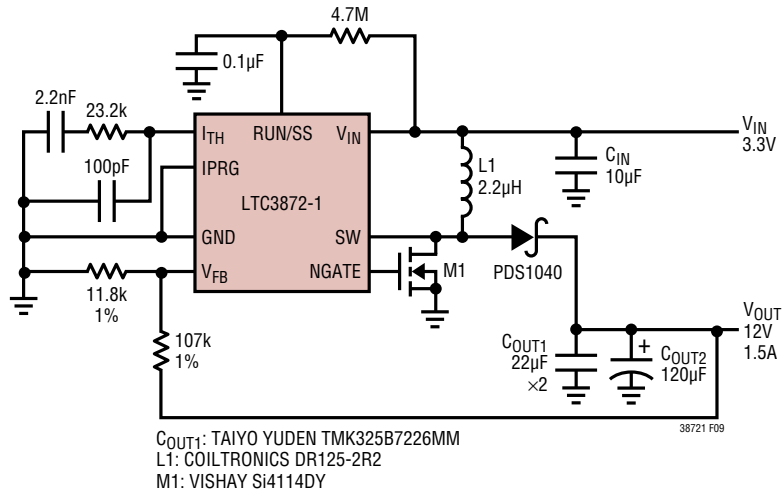 4.7M
0.1µF
2.2nF
23.2k
100pF
I_TH
RUN/SS
V_IN
IPRG
LTC3872-1
GND
SW
V_FB
NGATE
L1
2.2µH
C_IN
10µF
V_IN
3.3V
M1
PDS1040
11.8k
1%
107k
1%
C_OUT1
22µF
×2
+
C_OUT2
120µF
V_OUT
12V
1.5A
38721 F09
C_OUT1: TAIYO YUDEN TMK325B7226MM
L1: COILTRONICS DR125-2R2
M1: VISHAY Si4114DY